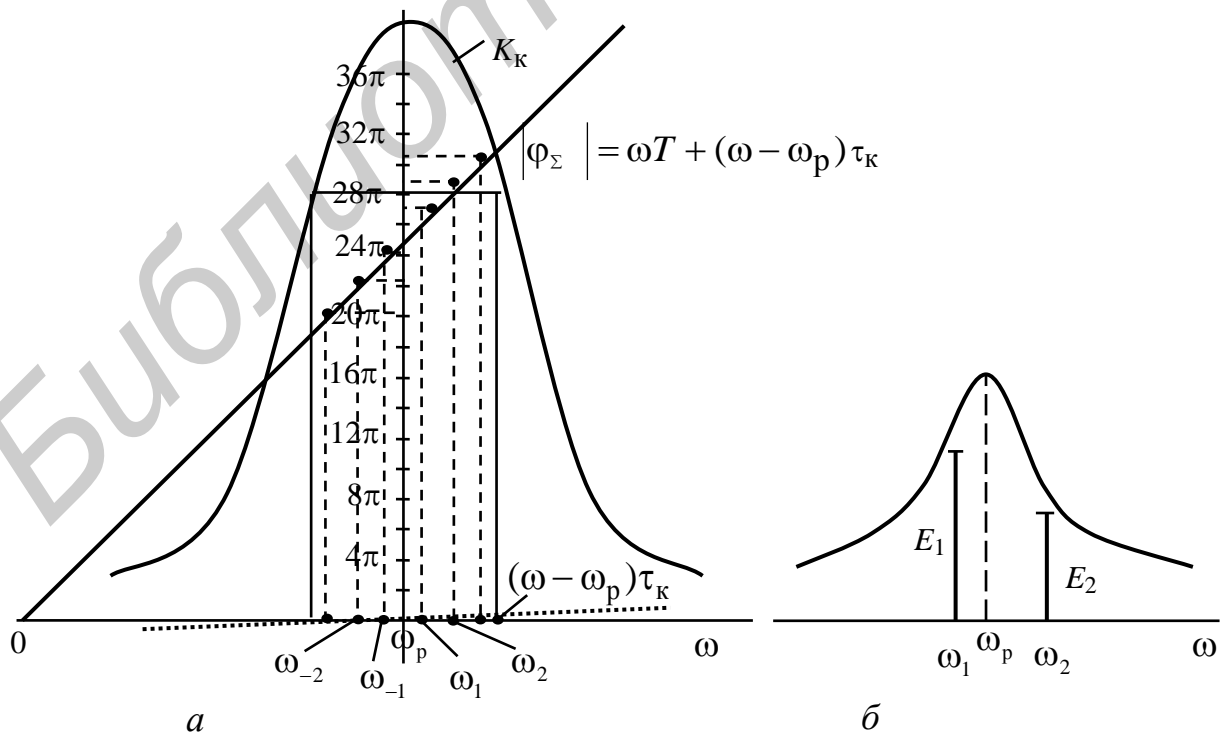 Библиот
K_к
36π
32π
|φ_Σ| = ωT + (ω − ω_р) τ_к
28π
24π
20π
16π
12π
8π
4π
(ω − ω_р)τ_к
0
ω_р
ω
ω_−2
ω_−1
ω_1
ω_2
а
E_1
E_2
ω_1
ω_р
ω_2
ω
б